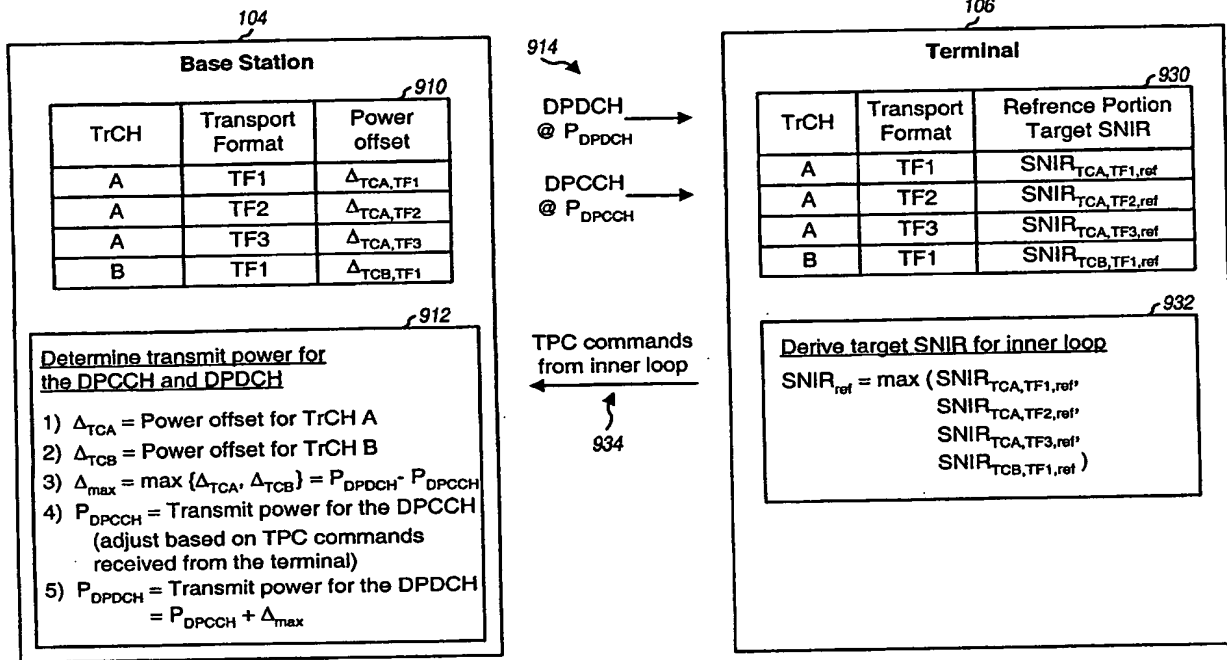 104
Base Station
910
TrCH Transport Format Power offset
A TF1 Δ_TCA,TF1
A TF2 Δ_TCA,TF2
A TF3 Δ_TCA,TF3
B TF1 Δ_TCB,TF1
912
Determine transmit power for
the DPCCH and DPDCH
1) Δ_TCA = Power offset for TrCH A
2) Δ_TCB = Power offset for TrCH B
3) Δ_max = max {Δ_TCA, Δ_TCB} = P_DPDCH - P_DPCCH
4) P_DPCCH = Transmit power for the DPCCH
(adjust based on TPC commands
received from the terminal)
5) P_DPDCH = Transmit power for the DPDCH
= P_DPCCH + Δ_max
914
DPDCH
@ P_DPDCH
DPCCH
@ P_DPCCH
TPC commands
from inner loop
934
106
Terminal
930
TrCH Transport Format Refrence Portion Target SNIR
A TF1 SNIR_TCA,TF1,ref
A TF2 SNIR_TCA,TF2,ref
A TF3 SNIR_TCA,TF3,ref
B TF1 SNIR_TCB,TF1,ref
932
Derive target SNIR for inner loop
SNIR_ref = max (SNIR_TCA,TF1,ref,
SNIR_TCA,TF2,ref,
SNIR_TCA,TF3,ref,
SNIR_TCB,TF1,ref)